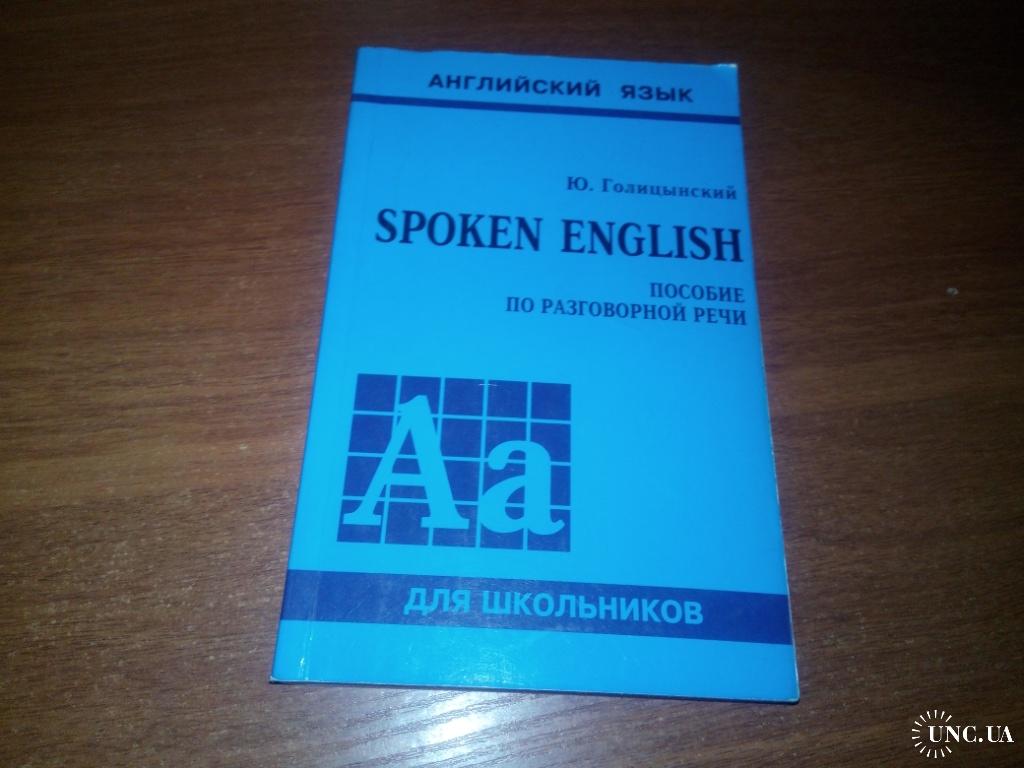 АНГЛИЙСКИЙ ЯЗЫК
Ю. Голицынский
SPOKEN ENGLISH
ПОСОБИЕ
ПО РАЗГОВОРНОЙ РЕЧИ
Aa
ДЛЯ ШКОЛЬНИКОВ
UNC.UA